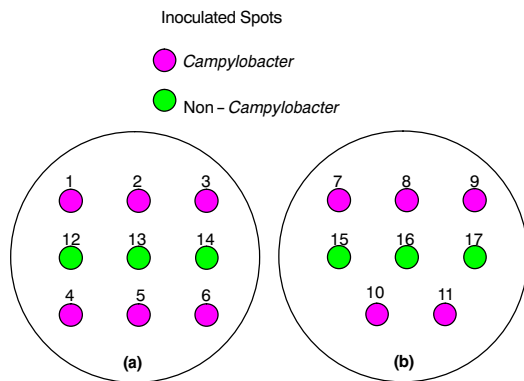 Inoculated Spots
Campylobacter
Non - Campylobacter
1 2 3
12 13 14
4 5 6
(a)
7 8 9
15 16 17
10 11
(b)